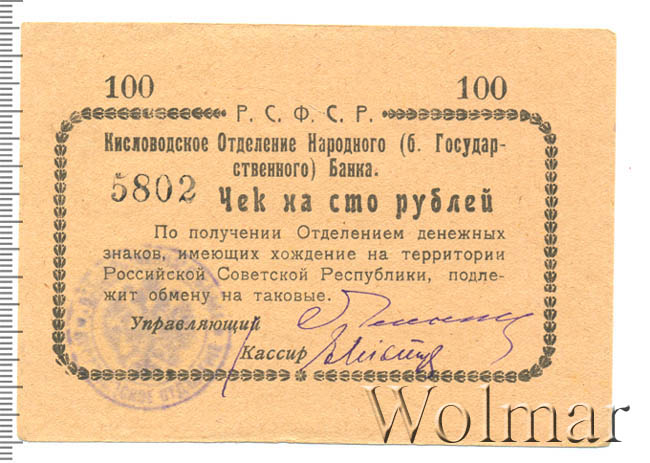 100 100
Р. С. Ф. С. Р.
Кисловодское Отделение Народного (б. Государ-
ственного) Банка.
5802 Чек на сто рублей
По получении Отделением денежных
знаков, имеющих хождение на территории
Российской Советской Республики, подле-
жит обмену на таковые.
Управляющий
Кассир
Wolmar